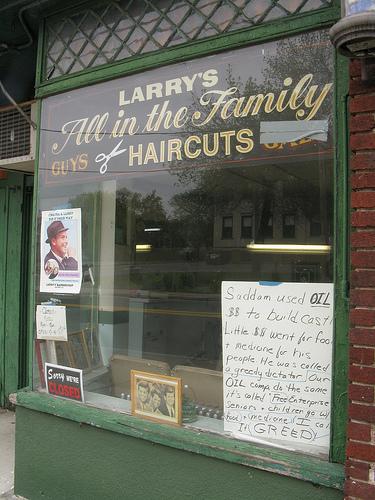 LARRY'S
All in the Family
GUYS HAIRCUTS
Saddam used OIL
$$ to build castl
Little $$ went for foo
+ medicine for his
people. He was called
a greedy dictator. Our
OIL comp. do the same
it's called "Free Enterprise
Seniors + children go w/
food + medicine I cal
It GREED
Sorry WE'RE
CLOSED